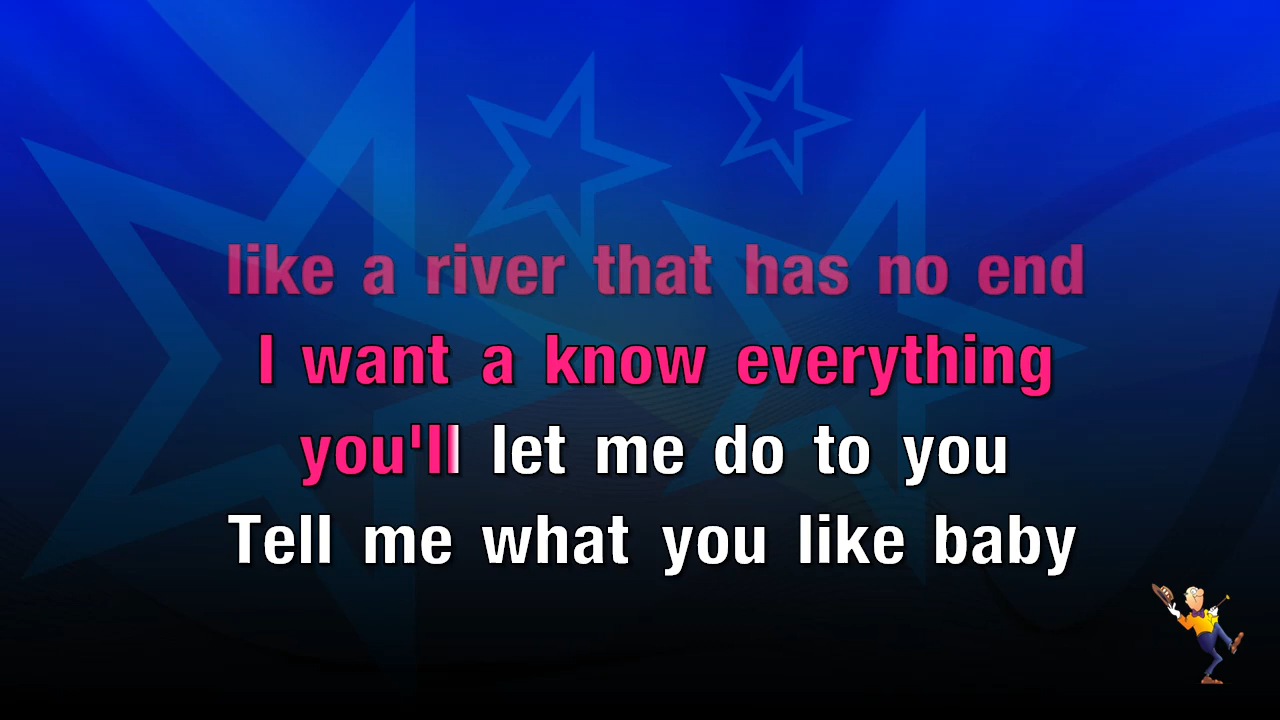 like a river that has no end
I want a know everything
you'll let me do to you
Tell me what you like baby